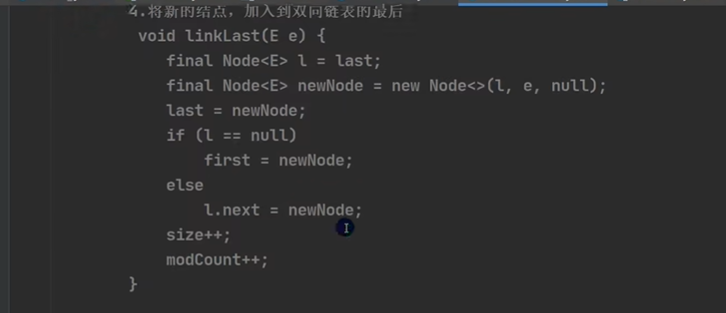 4.将新的结点，加入到双向链表的最后
void linkLast(E e) {
final Node<E> l = last;
final Node<E> newNode = new Node<>(l, e, null);
last = newNode;
if (l == null)
first = newNode;
else
l.next = newNode;
size++;
modCount++;
}